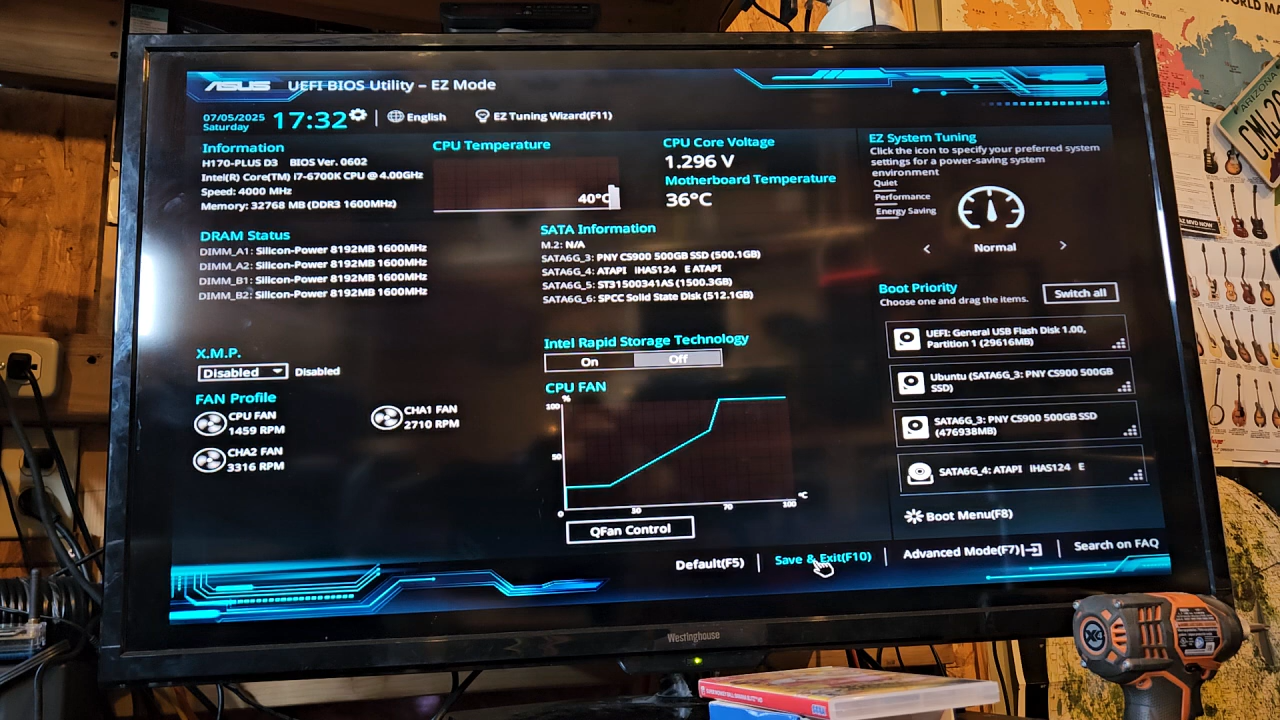 WORLD MA
ARCTIC OCEAN
ARIZONA
CML2
ASUS UEFI BIOS Utility – EZ Mode
07/05/2025
Saturday
17:32
English
EZ Tuning Wizard(F11)
Information
H170-PLUS D3 BIOS Ver. 0602
Intel(R) Core(TM) i7-6700K CPU @ 4.00GHz
Speed: 4000 MHz
Memory: 32768 MB (DDR3 1600MHz)
CPU Temperature
40°C
CPU Core Voltage
1.296 V
Motherboard Temperature
36°C
EZ System Tuning
Click the icon to specify your preferred system
settings for a power-saving system
environment
Quiet
Performance
Energy Saving
Normal
DRAM Status
DIMM_A1: Silicon-Power 8192MB 1600MHz
DIMM_A2: Silicon-Power 8192MB 1600MHz
DIMM_B1: Silicon-Power 8192MB 1600MHz
DIMM_B2: Silicon-Power 8192MB 1600MHz
SATA Information
M.2: N/A
SATA6G_3: PNY CS900 500GB SSD (500.1GB)
SATA6G_4: ATAPI iHAS124 E ATAPI
SATA6G_5: ST31500341AS (1500.3GB)
SATA6G_6: SPCC Solid State Disk (512.1GB)
Boot Priority
Choose one and drag the items.
Switch all
UEFI: General USB Flash Disk 1.00,
Partition 1 (29616MB)
Ubuntu (SATA6G_3: PNY CS900 500GB
SSD)
SATA6G_3: PNY CS900 500GB SSD
(476938MB)
SATA6G_4: ATAPI iHAS124 E
Boot Menu(F8)
X.M.P.
Disabled Disabled
Intel Rapid Storage Technology
On Off
FAN Profile
CPU FAN
1459 RPM
CHA1 FAN
2710 RPM
CHA2 FAN
3316 RPM
CPU FAN
%
100
50
0
30
70
100
°C
QFan Control
Default(F5)
Save & Exit(F10)
Advanced Mode(F7)
Search on FAQ
Westinghouse
SEGA